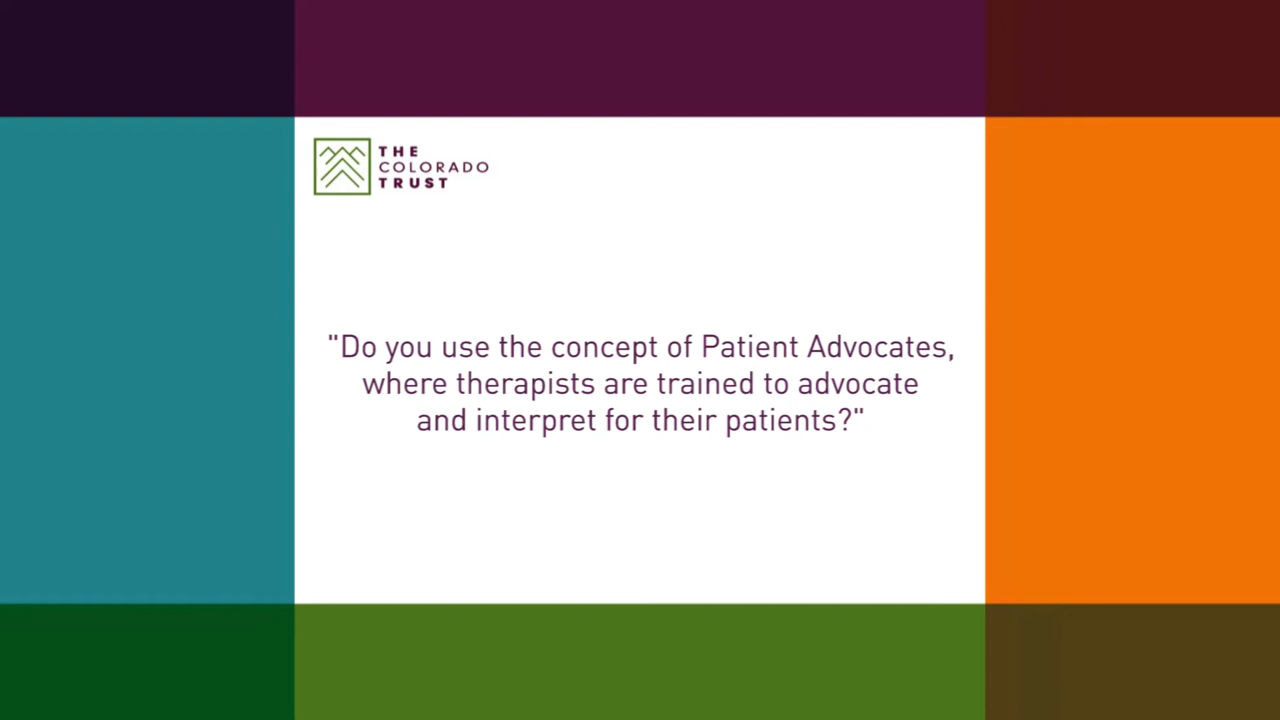 THE
COLORADO
TRUST
"Do you use the concept of Patient Advocates,
where therapists are trained to advocate
and interpret for their patients?"